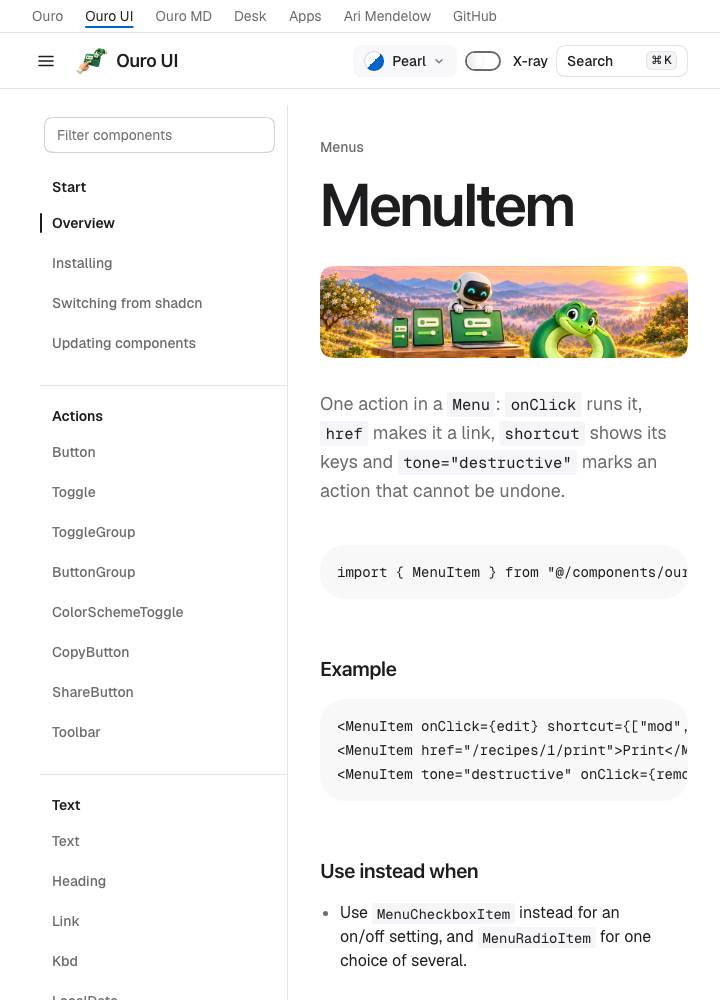 Ouro
Ouro UI
Ouro MD
Desk
Apps
Ari Mendelow
GitHub
Ouro UI
Pearl
X-ray
Search
⌘ K
Filter components
Start
Overview
Installing
Switching from shadcn
Updating components
Actions
Button
Toggle
ToggleGroup
ButtonGroup
ColorSchemeToggle
CopyButton
ShareButton
Toolbar
Text
Text
Heading
Link
Kbd
Menus
MenuItem
One action in a Menu: onClick runs it,
href makes it a link, shortcut shows its
keys and tone="destructive" marks an
action that cannot be undone.
import { MenuItem } from "@/components/our
Example
<MenuItem onClick={edit} shortcut={["mod",
<MenuItem href="/recipes/1/print">Print</M
<MenuItem tone="destructive" onClick={remo
Use instead when
• Use MenuCheckboxItem instead for an
on/off setting, and MenuRadioItem for one
choice of several.